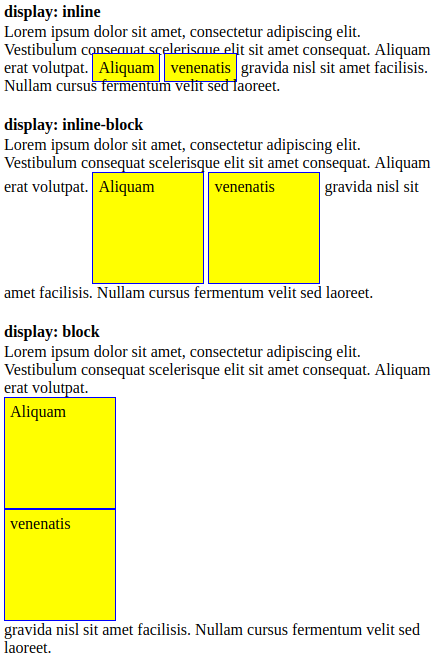 display: inline
Lorem ipsum dolor sit amet, consectetur adipiscing elit.
Vestibulum consequat scelerisque elit sit amet consequat. Aliquam
erat volutpat. Aliquam venenatis gravida nisl sit amet facilisis.
Nullam cursus fermentum velit sed laoreet.
display: inline-block
Lorem ipsum dolor sit amet, consectetur adipiscing elit.
Vestibulum consequat scelerisque elit sit amet consequat. Aliquam
erat volutpat. Aliquam venenatis gravida nisl sit
amet facilisis. Nullam cursus fermentum velit sed laoreet.
display: block
Lorem ipsum dolor sit amet, consectetur adipiscing elit.
Vestibulum consequat scelerisque elit sit amet consequat. Aliquam
erat volutpat.
Aliquam
venenatis
gravida nisl sit amet facilisis. Nullam cursus fermentum velit sed
laoreet.